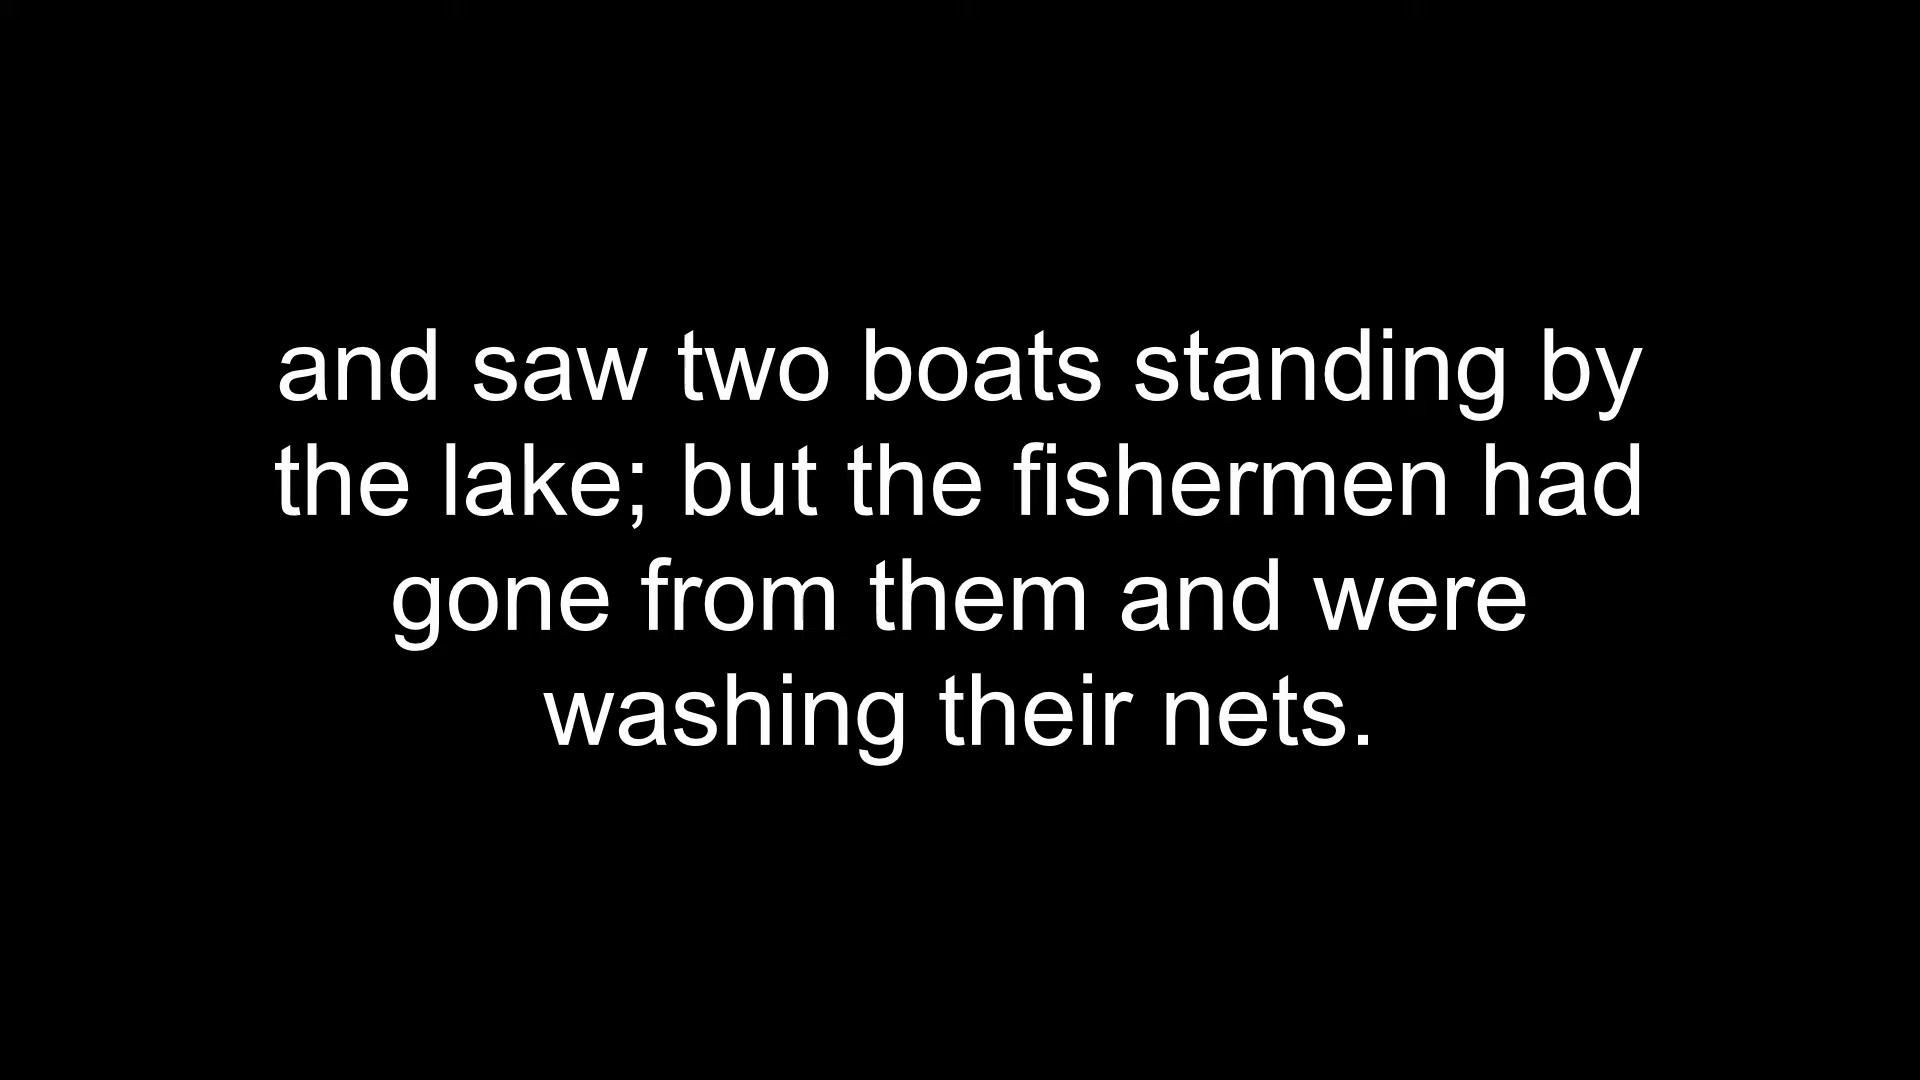 and saw two boats standing by
the lake; but the fishermen had
gone from them and were
washing their nets.